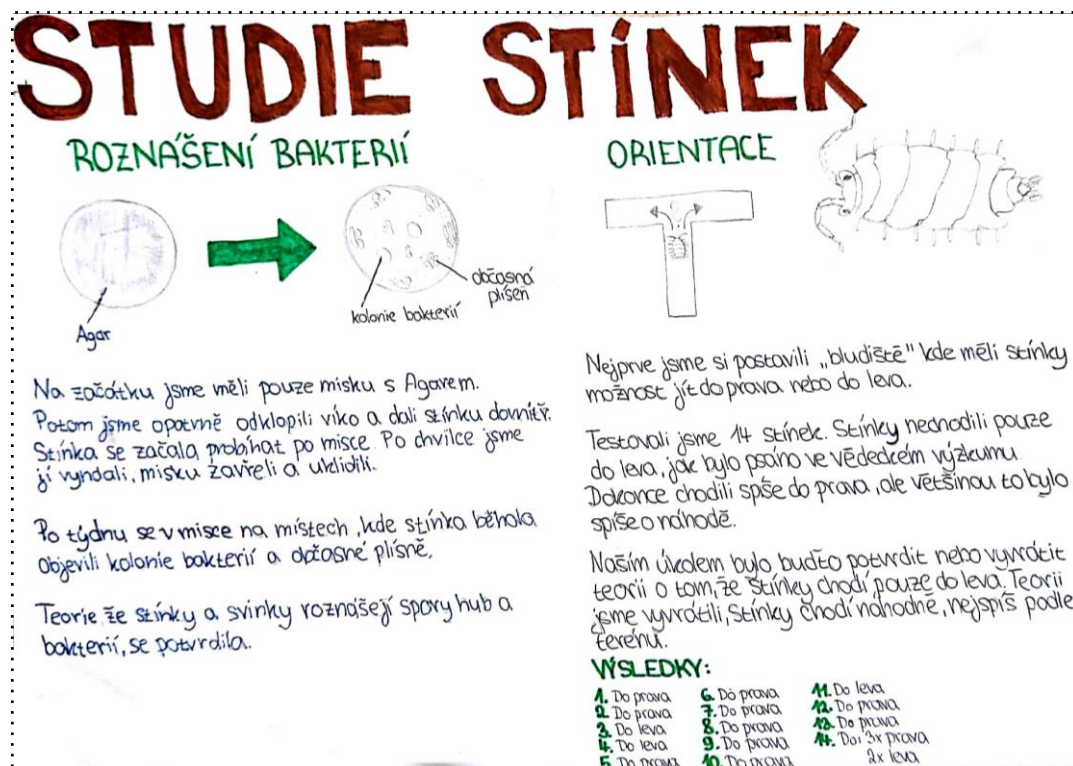 STUDIE STÍNEK
ROZNÁŠENÍ BAKTERIÍ
Agar
kolonie bakterií
občasná
plíseň
Na začátku jsme měli pouze misku s Agarem.
Potom jsme opatrně odklopili víko a dali stínku dovnitř.
Stínka se začala probíhat po misce. Po chvilce jsme
jí vyndali, misku zavřeli a uklidili.
Po týdnu se v misce na místech, kde stínka běhala
objevili kolonie bakterií a občasné plísně.
Teorie že stínky a svinky roznášejí spory hub a
bakterií, se potvrdila.
ORIENTACE
Nejprve jsme si postavili „bludiště" kde měli stínky
možnost jít do prava nebo do leva.
Testovali jsme 14 stínek. Stínky nechodili pouze
do leva, jak bylo psáno ve vědeckém výzkumu.
Dokonce chodili spíše do prava, ale většinou to bylo
spíše o náhodě.
Naším úkolem bylo buďto potvrdit nebo vyvrátit
teorii o tom, že stínky chodí pouze do leva. Teorii
jsme vyvrátili, stínky chodí náhodně, nejspíš podle
terénu.
VÝSLEDKY:
1. Do prava
2. Do prava
3. Do leva
4. Do leva
5. Do prava
6. Do prava
7. Do prava
8. Do prava
9. Do prava
10. Do prava
11. Do leva
12. Do prava
13. Do prava
14. Do: 3x prava
2x leva